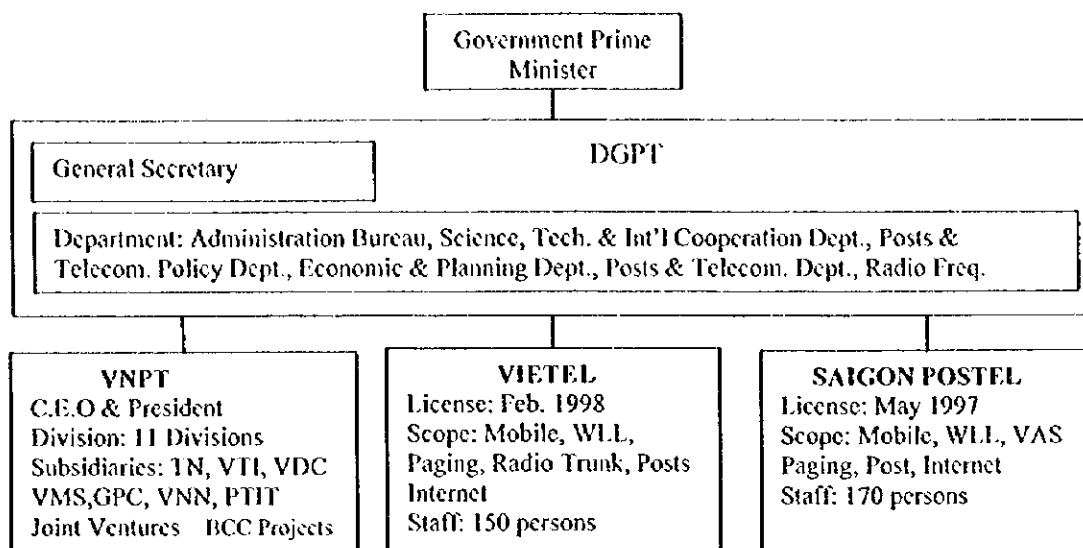 Government Prime
Minister
DGPT
General Secretary
Department: Administration Bureau, Science, Tech. & Int'l Cooperation Dept., Posts &
Telecom. Policy Dept., Economic & Planning Dept., Posts & Telecom. Dept., Radio Freq.
VNPT
C.E.O & President
Division: 11 Divisions
Subsidiaries: TN, VTI, VDC
VMS,GPC, VNN, PTIT
Joint Ventures BCC Projects
VIETEL
License: Feb. 1998
Scope: Mobile, WLL,
Paging, Radio Trunk, Posts
Internet
Staff: 150 persons
SAIGON POSTEL
License: May 1997
Scope: Mobile, WLL, VAS
Paging, Post, Internet
Staff: 170 persons